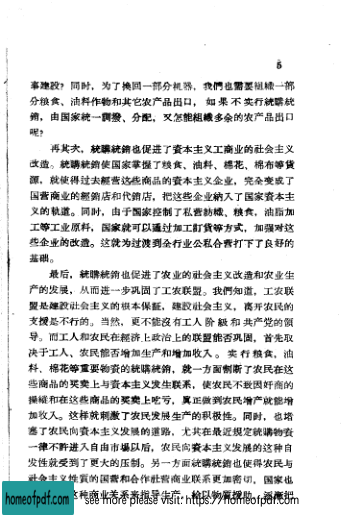 5
事建設？同时，为了换回一部分机器，我們也需要組織一部
分粮食、油料作物和其它农产品出口，如果不实行統購統
銷，由国家統一調撥、分配，又怎能組織多余的农产品出口
呢？
再其次，統購統銷也促进了資本主义工商业的社会主义
改造。統購統銷使国家掌握了粮食、油料、棉花、棉布等貨
源，就使得过去經营这些商品的資本主义企业，完全变成了
国营商业的經銷店和代銷店，把这些企业納入了国家資本主
义的轨道。同时，由于国家控制了私营紡織、粮食、油脂加
工等工业原料，国家就可以通过加工訂貨等方式，加强对这
些企业的改造。这就为过渡到全行业公私合营打下了良好的
基础。
最后，統購統銷也促进了农业的社会主义改造和农业生
产的发展，从而进一步巩固了工农联盟。我們知道，工农联
盟是建設社会主义的根本保証，建設社会主义，离开农民的
支援是不行的。当然，更不能沒有工人阶級和共产党的領
导。而工人和农民在經济上政治上的联盟能否巩固，首先取
决于工人、农民能否增加生产和增加收入。实行粮食、油
料、棉花等重要物資的統購統銷，就一方面割断了农民在这
些商品的买卖上与資本主义发生联系，使农民不致因奸商的
操縱和在这些商品的买卖上吃亏，真正做到农民增产就能增
加收入。这样就刺激了农民发展生产的积极性。同时，也堵
塞了农民向資本主义发展的道路，尤其在最近規定統購物資
一律不許进入自由市場以后，农民向資本主义发展的这种自
发性就受到了更大的压制。另一方面統購統銷也使得农民与
社会主义性質的国营和合作社营商业联系更加密切，国家也
这种商业关系来指导生产，給以物質援助，逐漸把
homeofpdf.com
see more please visit: https://homeofpdf.com